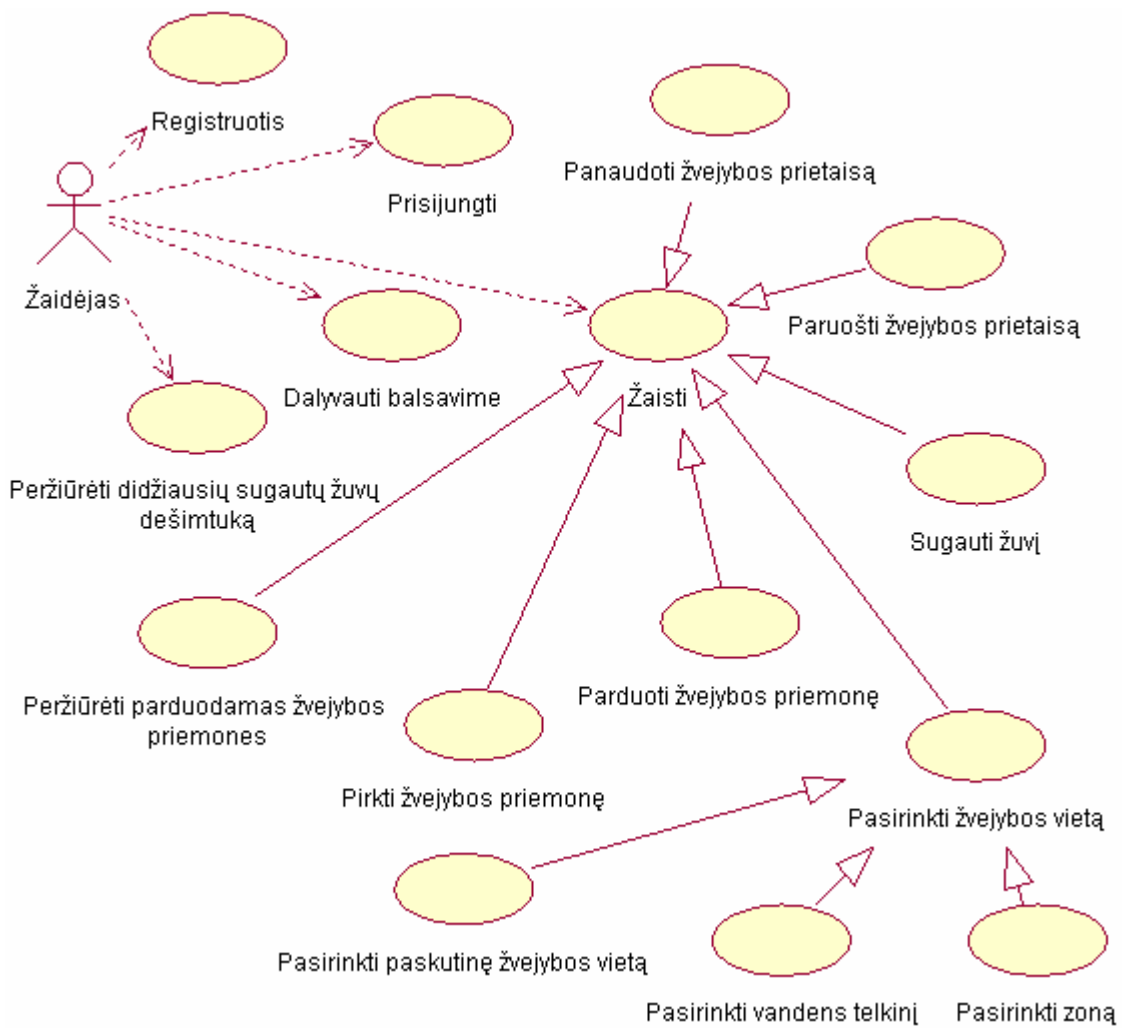 Registruotis
Panaudoti žvejybos prietaisą
Prisijungti
Žaidėjas
Paruošti žvejybos prietaisą
Dalyvauti balsavime
Žaisti
Peržiūrėti didžiausių sugautų žuvų
dešimtuką
Sugauti žuvį
Peržiūrėti parduodamas žvejybos
priemones
Parduoti žvejybos priemonę
Pirkti žvejybos priemonę
Pasirinkti žvejybos vietą
Pasirinkti paskutinę žvejybos vietą
Pasirinkti vandens telkinį
Pasirinkti zoną